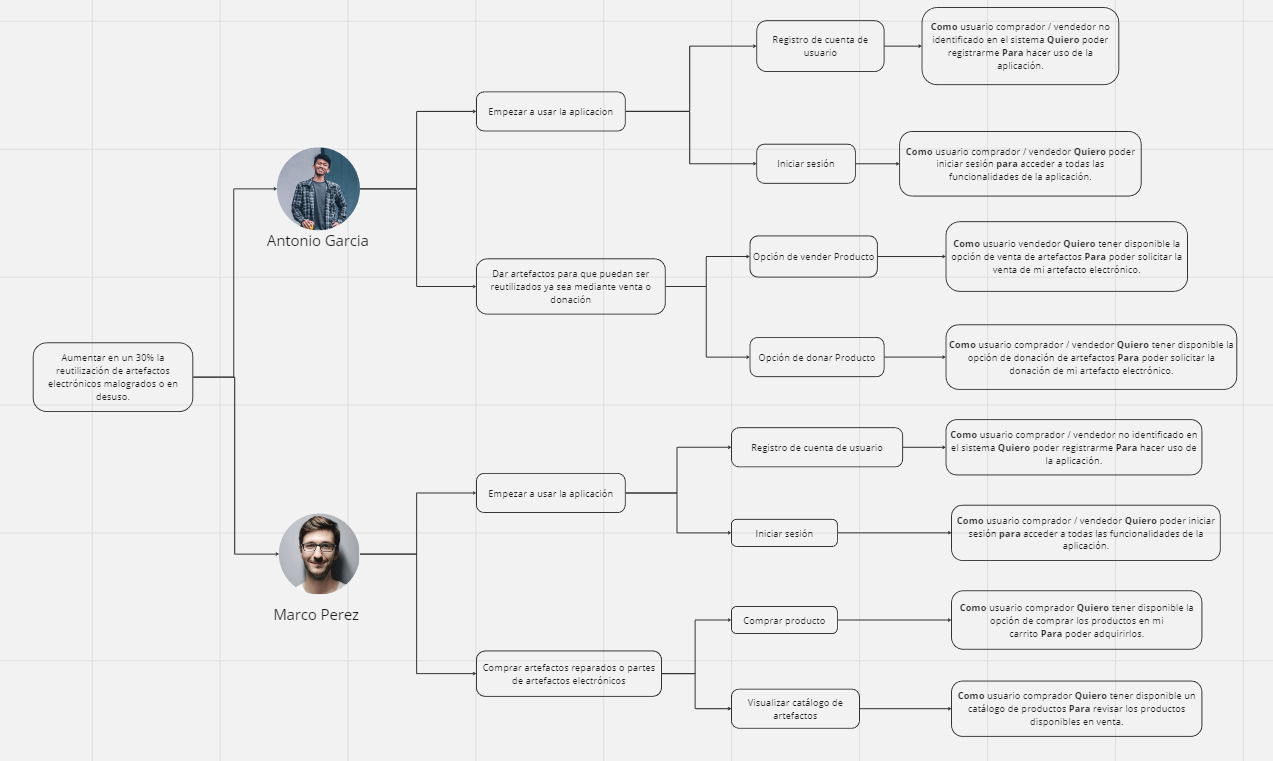 Aumentar en un 30% la
reutilización de artefactos
electrónicos malogrados o en
desuso.
Antonio Garcia
Empezar a usar la aplicacion
Registro de cuenta de
usuario
Como usuario comprador / vendedor no
identificado en el sistema Quiero poder
registrarme Para hacer uso de la
aplicación.
Iniciar sesión
Como usuario comprador / vendedor Quiero poder
iniciar sesión para acceder a todas las
funcionalidades de la aplicación.
Dar artefactos para que puedan ser
reutilizados ya sea mediante venta o
donación
Opción de vender Producto
Como usuario vendedor Quiero tener disponible la
opción de venta de artefactos Para poder solicitar la
venta de mi artefacto electrónico.
Opción de donar Producto
Como usuario comprador / vendedor Quiero tener disponible la
opción de donación de artefactos Para poder solicitar la
donación de mi artefacto electrónico.
Marco Perez
Empezar a usar la aplicación
Registro de cuenta de usuario
Como usuario comprador / vendedor no identificado en
el sistema Quiero poder registrarme Para hacer uso de
la aplicación.
Iniciar sesión
Como usuario comprador / vendedor Quiero poder iniciar
sesión para acceder a todas las funcionalidades de la
aplicación.
Comprar artefactos reparados o partes
de artefactos electrónicos
Comprar producto
Como usuario comprador Quiero tener disponible la
opción de comprar los productos en mi
carrito Para poder adquirirlos.
Visualizar catálogo de
artefactos
Como usuario comprador Quiero tener disponible un
catálogo de productos Para revisar los productos
disponibles en venta.